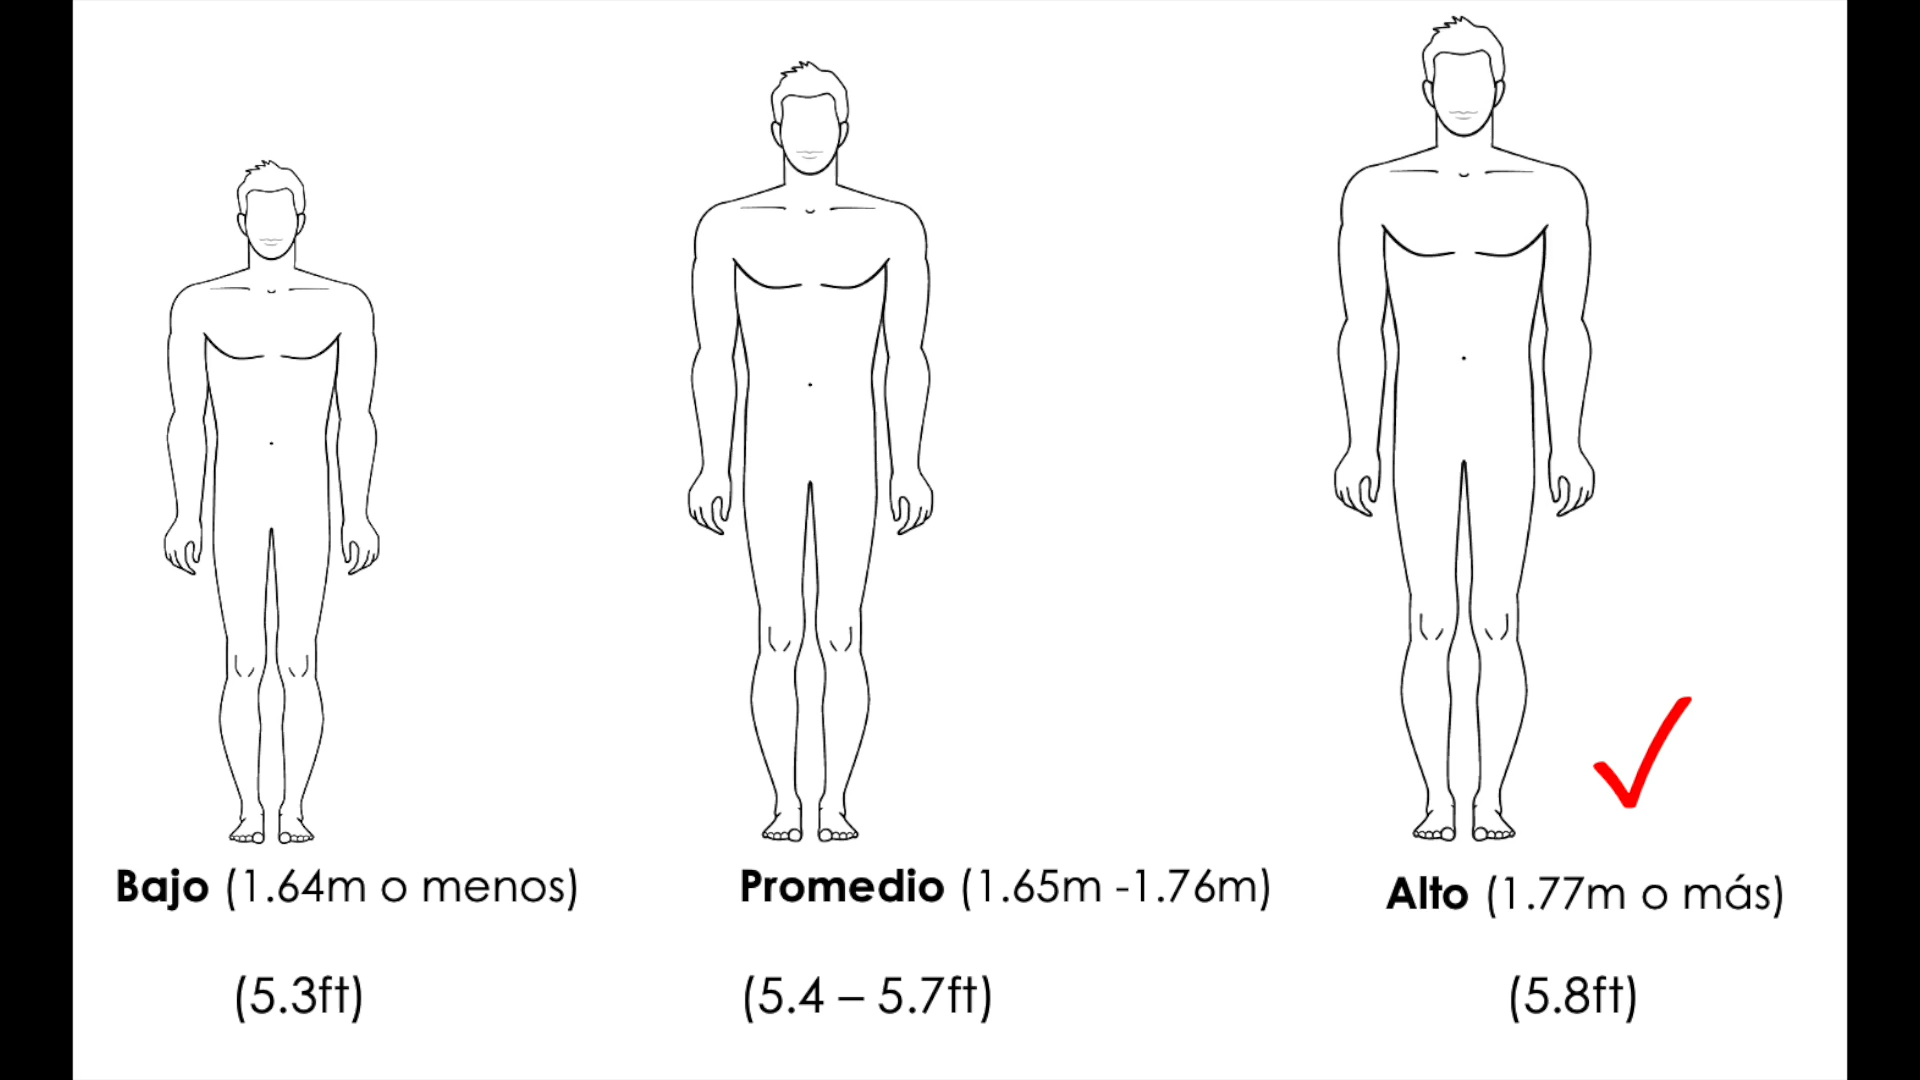 Bajo (1.64m o menos)
(5.3ft)
Promedio (1.65m -1.76m)
(5.4 – 5.7ft)
Alto (1.77m o más)
(5.8ft)